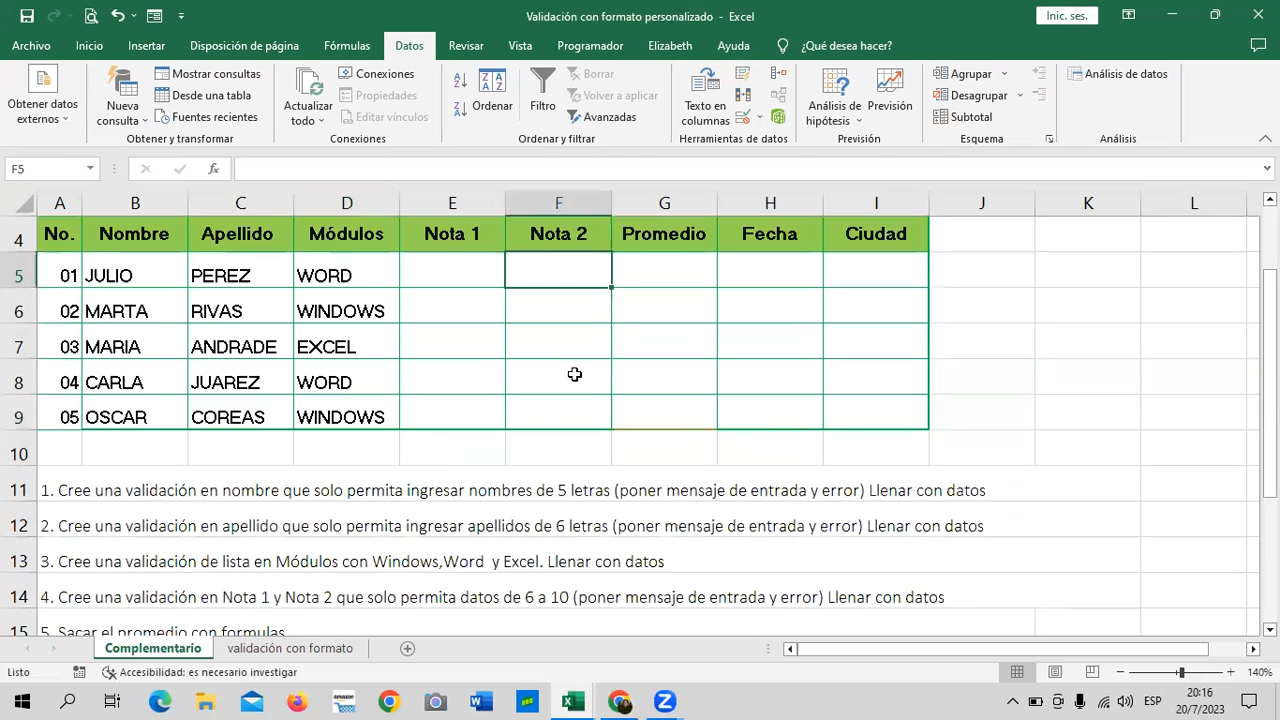 Validación con formato personalizado - Excel
Inic. ses.
Archivo Inicio Insertar Disposición de página Fórmulas Datos Revisar Vista Programador Elizabeth Ayuda ¿Qué desea hacer?
Obtener datos externos
Nueva consulta
Mostrar consultas
Desde una tabla
Fuentes recientes
Obtener y transformar
Actualizar todo
Conexiones
Propiedades
Editar vínculos
Conexiones
Ordenar
Filtro
Borrar
Volver a aplicar
Avanzadas
Ordenar y filtrar
Texto en columnas
Herramientas de datos
Análisis de hipótesis
Previsión
Previsión
Agrupar
Desagrupar
Subtotal
Esquema
Análisis de datos
Análisis
F5 fx
A B C D E F G H I J K L
4 No. Nombre Apellido Módulos Nota 1 Nota 2 Promedio Fecha Ciudad
5 01 JULIO PEREZ WORD
6 02 MARTA RIVAS WINDOWS
7 03 MARIA ANDRADE EXCEL
8 04 CARLA JUAREZ WORD
9 05 OSCAR COREAS WINDOWS
10
11 1. Cree una validación en nombre que solo permita ingresar nombres de 5 letras (poner mensaje de entrada y error) Llenar con datos
12 2. Cree una validación en apellido que solo permita ingresar apellidos de 6 letras (poner mensaje de entrada y error) Llenar con datos
13 3. Cree una validación de lista en Módulos con Windows,Word y Excel. Llenar con datos
14 4. Cree una validación en Nota 1 y Nota 2 que solo permita datos de 6 a 10 (poner mensaje de entrada y error) Llenar con datos
15 5. Sacar el promedio con formulas
Complementario validación con formato
Listo Accesibilidad: es necesario investigar 140%
amazon
ESP
20:16
20/7/2023